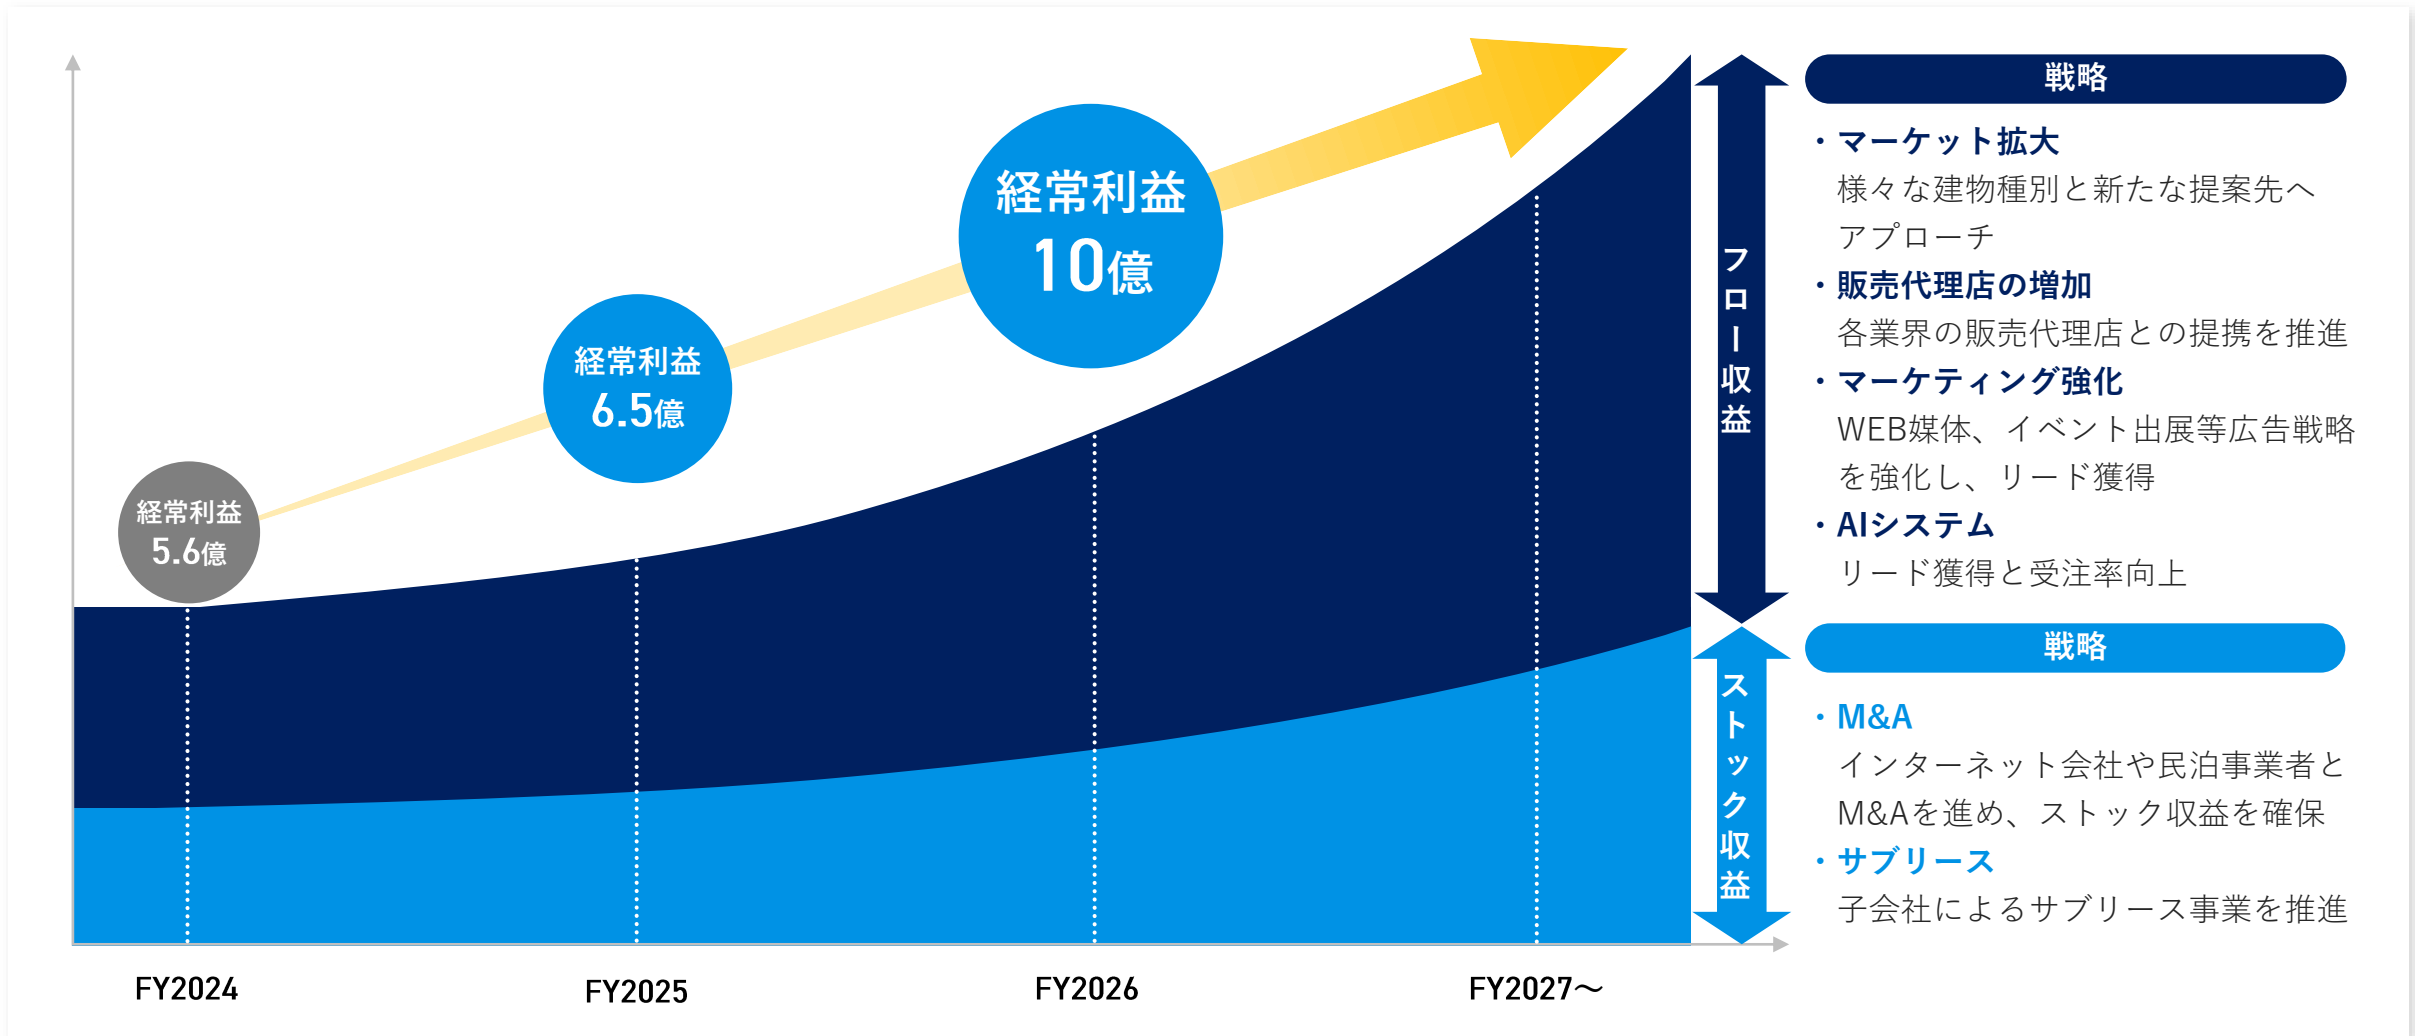 経常利益
5.6億
経常利益
6.5億
経常利益
10億
FY2024
FY2025
FY2026
FY2027～
フロー収益
ストック収益
戦略
・マーケット拡大
様々な建物種別と新たな提案先へ
アプローチ
・販売代理店の増加
各業界の販売代理店との提携を推進
・マーケティング強化
WEB媒体、イベント出展等広告戦略
を強化し、リード獲得
・AIシステム
リード獲得と受注率向上
戦略
・M&A
インターネット会社や民泊事業者と
M&Aを進め、ストック収益を確保
・サブリース
子会社によるサブリース事業を推進